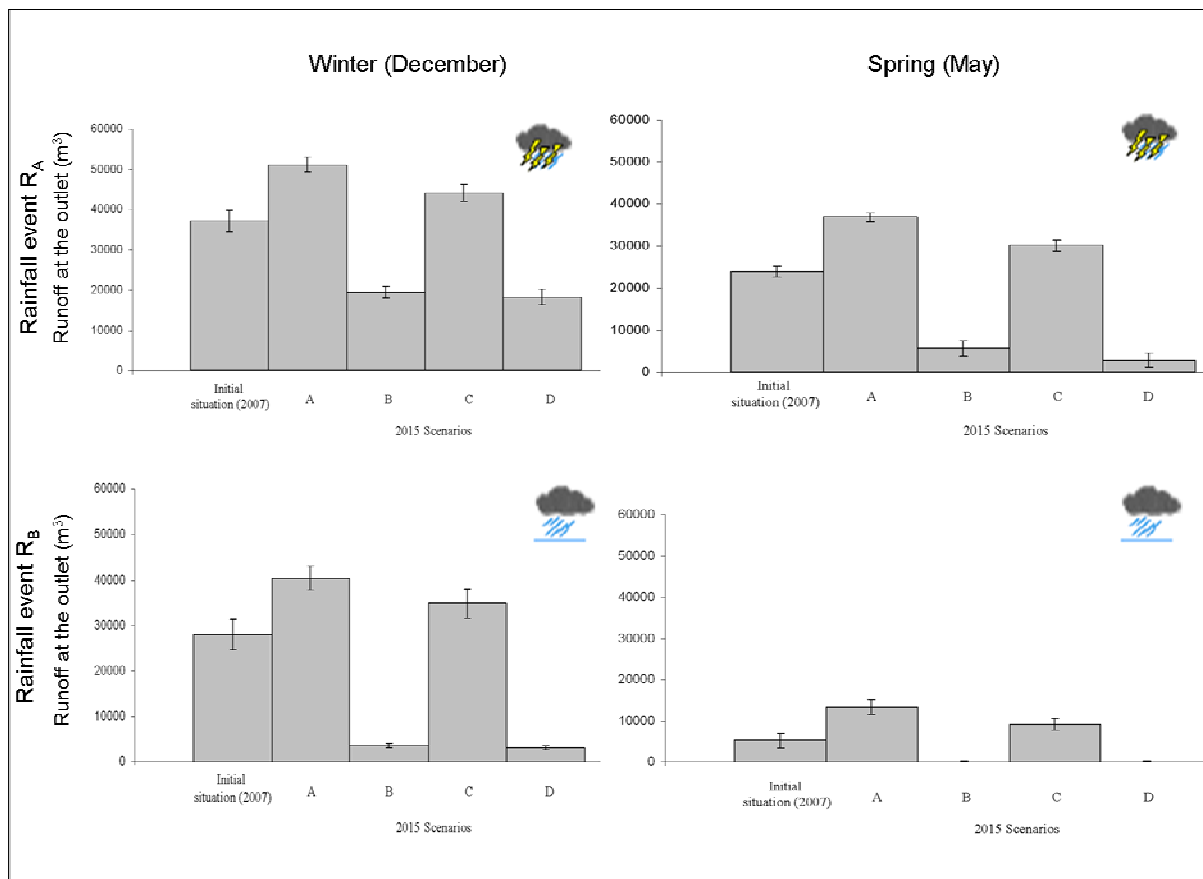 Winter (December)
Spring (May)
Rainfall event R_A
Runoff at the outlet (m³)
60000
50000
40000
30000
20000
10000
0
Initial
situation (2007)
A
B
C
D
2015 Scenarios
60000
50000
40000
30000
20000
10000
0
Initial
situation (2007)
A
B
C
D
2015 Scenarios
Rainfall event R_B
Runoff at the outlet (m³)
60000
50000
40000
30000
20000
10000
0
Initial
situation (2007)
A
B
C
D
2015 Scenarios
60000
50000
40000
30000
20000
10000
0
Initial
situation (2007)
A
B
C
D
2015 Scenarios